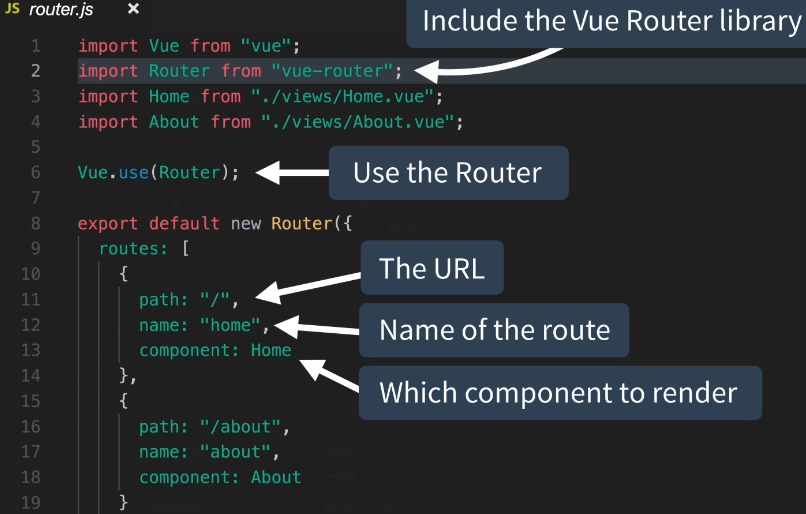 JS router.js ×
Include the Vue Router library
1 import Vue from "vue";
2 import Router from "vue-router";
3 import Home from "./views/Home.vue";
4 import About from "./views/About.vue";
5
6 Vue.use(Router);
Use the Router
7
8 export default new Router({
9 routes: [
10 {
The URL
11 path: "/",
12 name: "home",
Name of the route
13 component: Home
14 },
Which component to render
15 {
16 path: "/about",
17 name: "about",
18 component: About
19 }